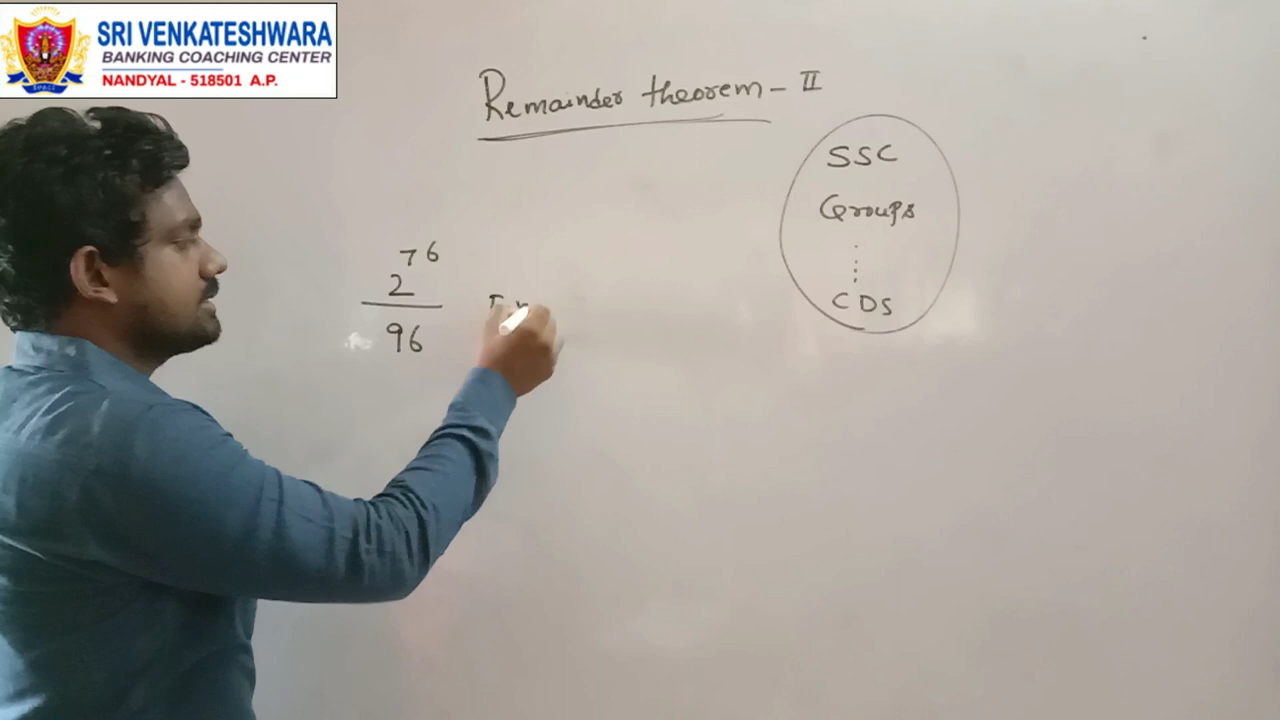 SRI VENKATESHWARA
BANKING COACHING CENTER
NANDYAL - 518501 A.P.
Remainder theorem - II
SSC
Groups
CDS
2^76
96